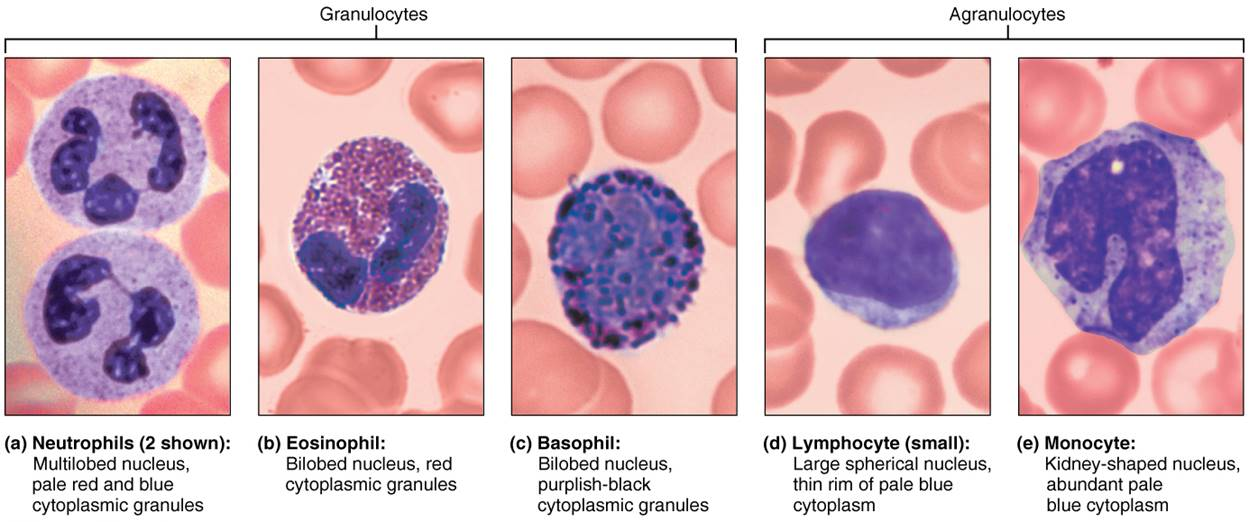 Granulocytes
Agranulocytes
(a) Neutrophils (2 shown):
Multilobed nucleus,
pale red and blue
cytoplasmic granules
(b) Eosinophil:
Bilobed nucleus, red
cytoplasmic granules
(c) Basophil:
Bilobed nucleus,
purplish-black
cytoplasmic granules
(d) Lymphocyte (small):
Large spherical nucleus,
thin rim of pale blue
cytoplasm
(e) Monocyte:
Kidney-shaped nucleus,
abundant pale
blue cytoplasm